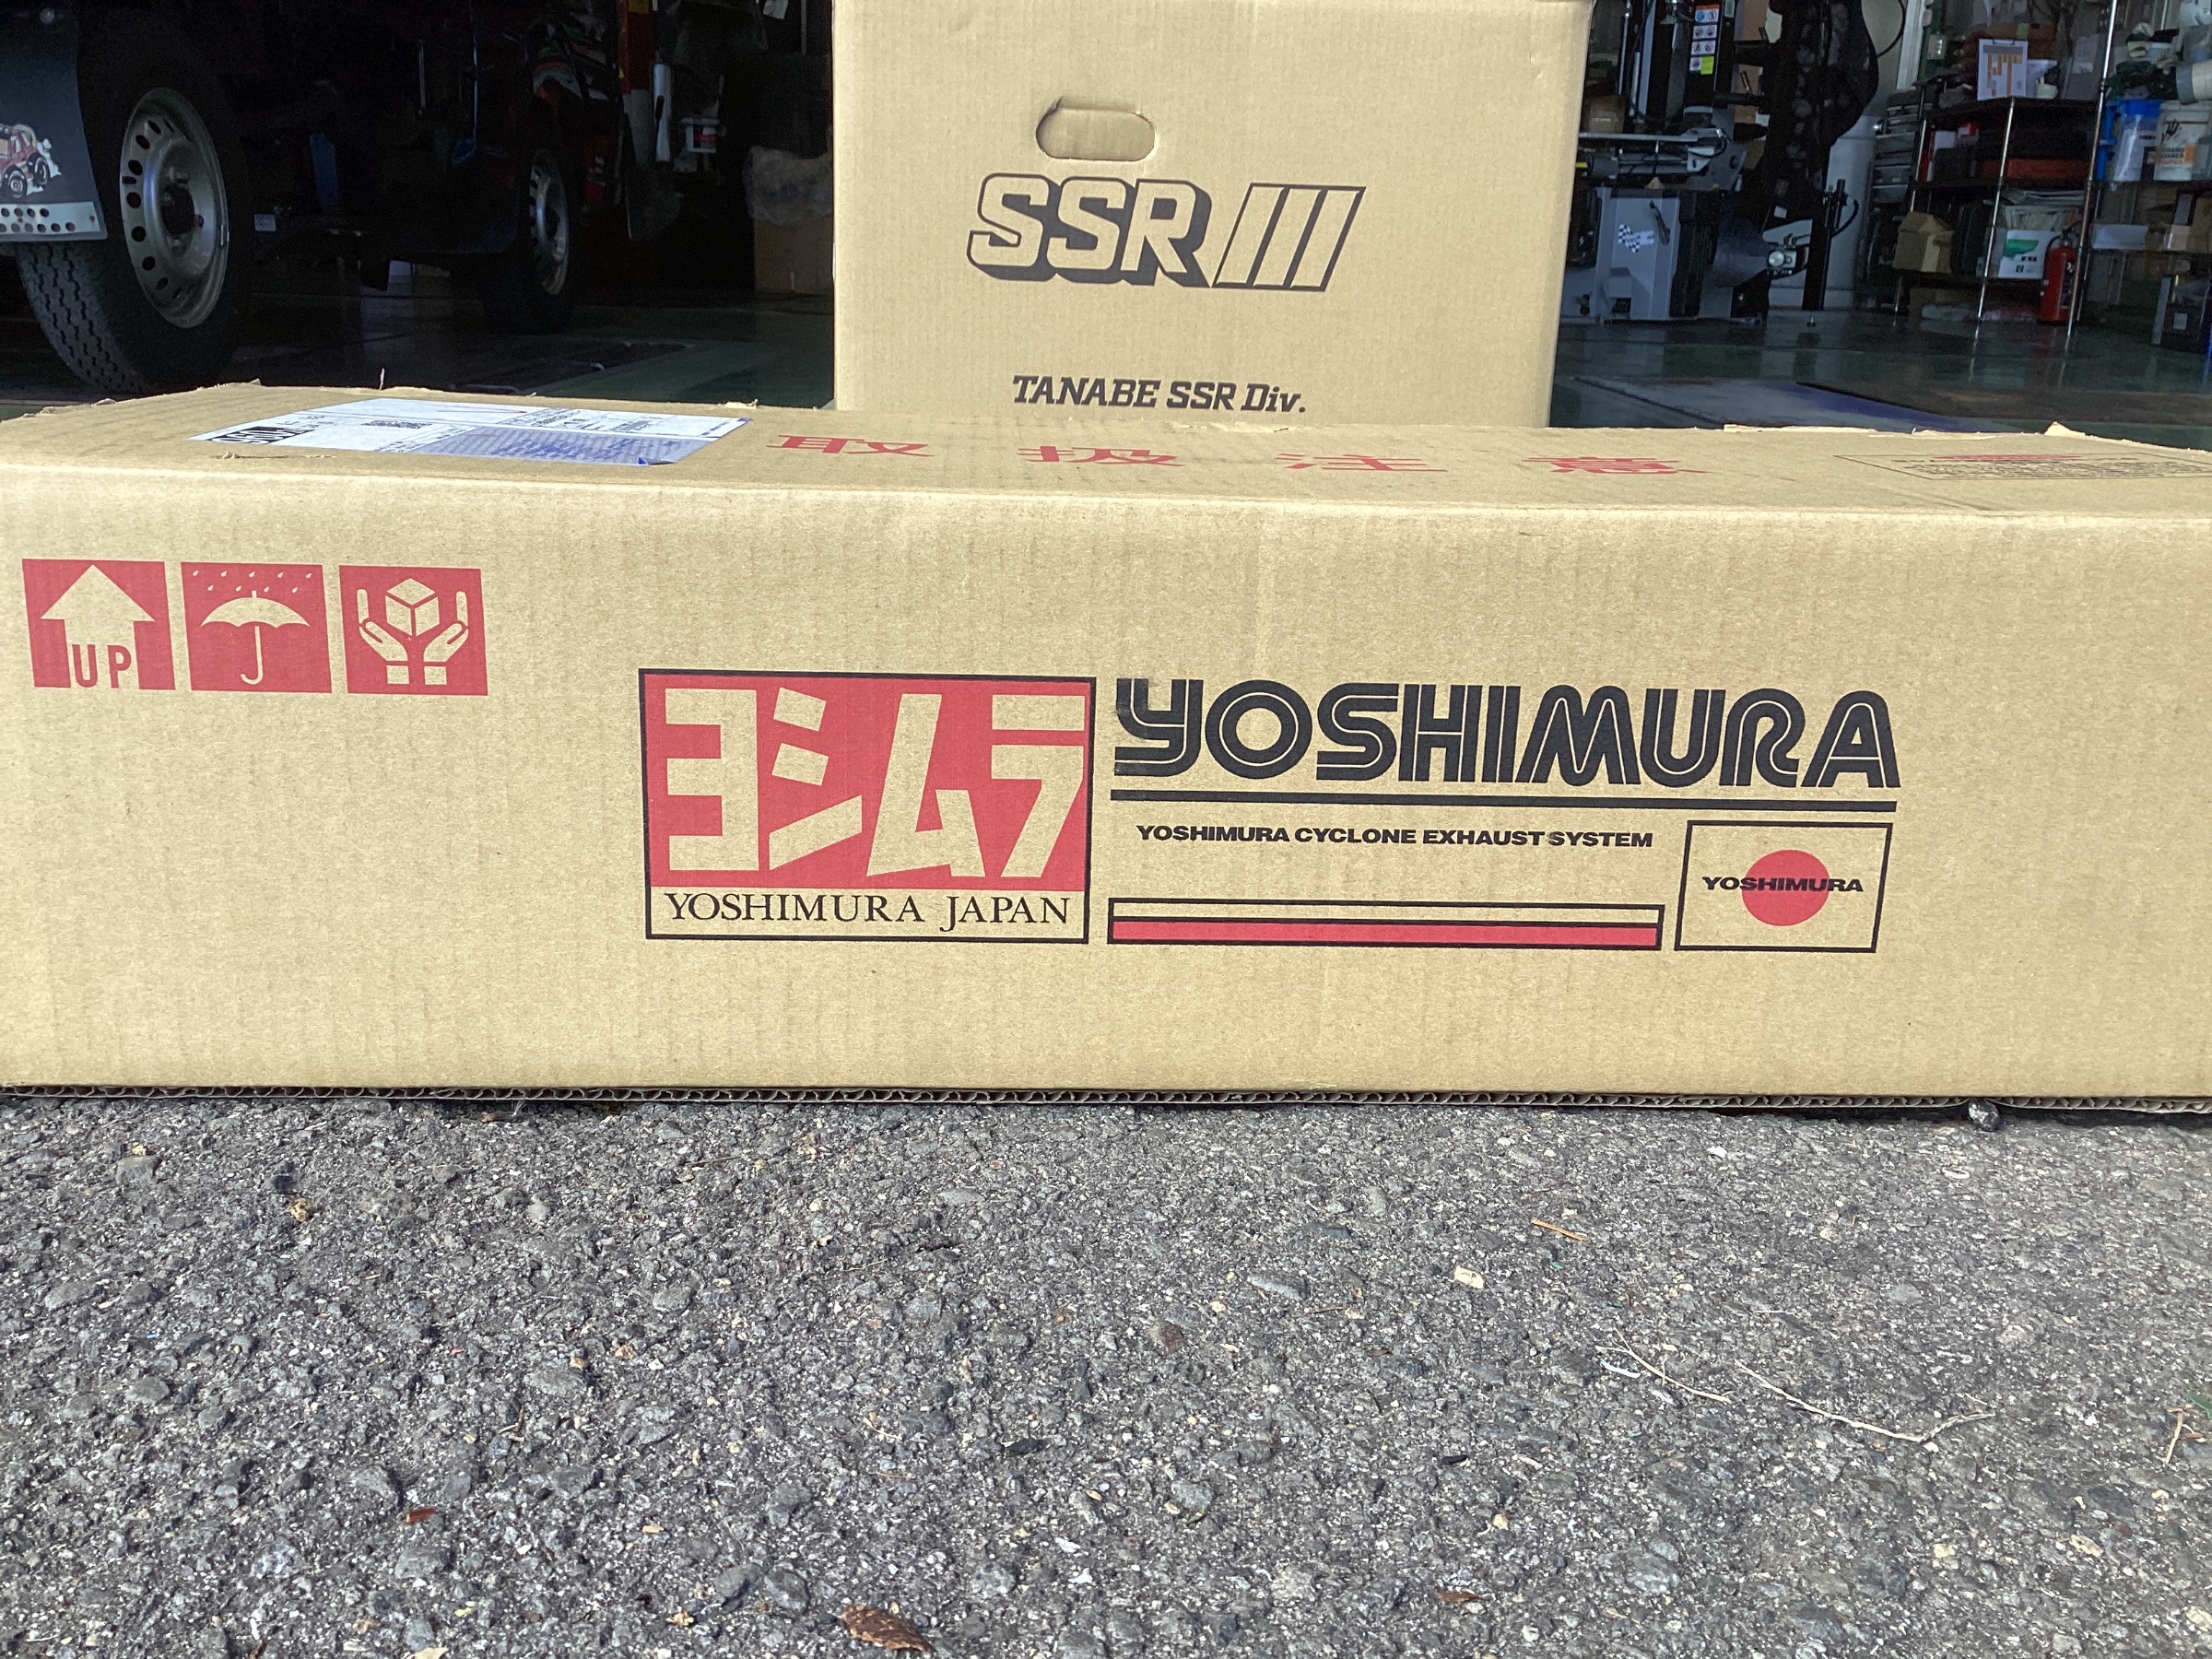 SSR III
TANABE SSR Div.
取扱注意
UP
ヨシムラ
YOSHIMURA JAPAN
YOSHIMURA
YOSHIMURA CYCLONE EXHAUST SYSTEM
YOSHIMURA